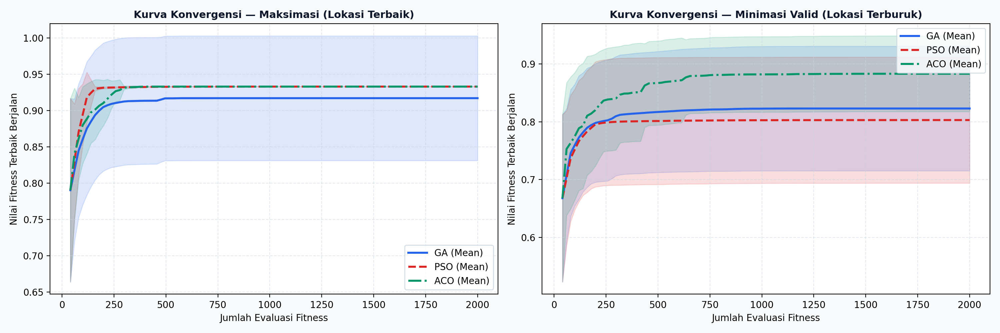 Kurva Konvergensi — Maksimasi (Lokasi Terbaik)
Nilai Fitness Terbaik Berjalan
1.00
0.95
0.90
0.85
0.80
0.75
0.70
0.65
GA (Mean)
PSO (Mean)
ACO (Mean)
0 250 500 750 1000 1250 1500 1750 2000
Jumlah Evaluasi Fitness
Kurva Konvergensi — Minimasi Valid (Lokasi Terburuk)
Nilai Fitness Terbaik Berjalan
0.9
0.8
0.7
0.6
GA (Mean)
PSO (Mean)
ACO (Mean)
0 250 500 750 1000 1250 1500 1750 2000
Jumlah Evaluasi Fitness